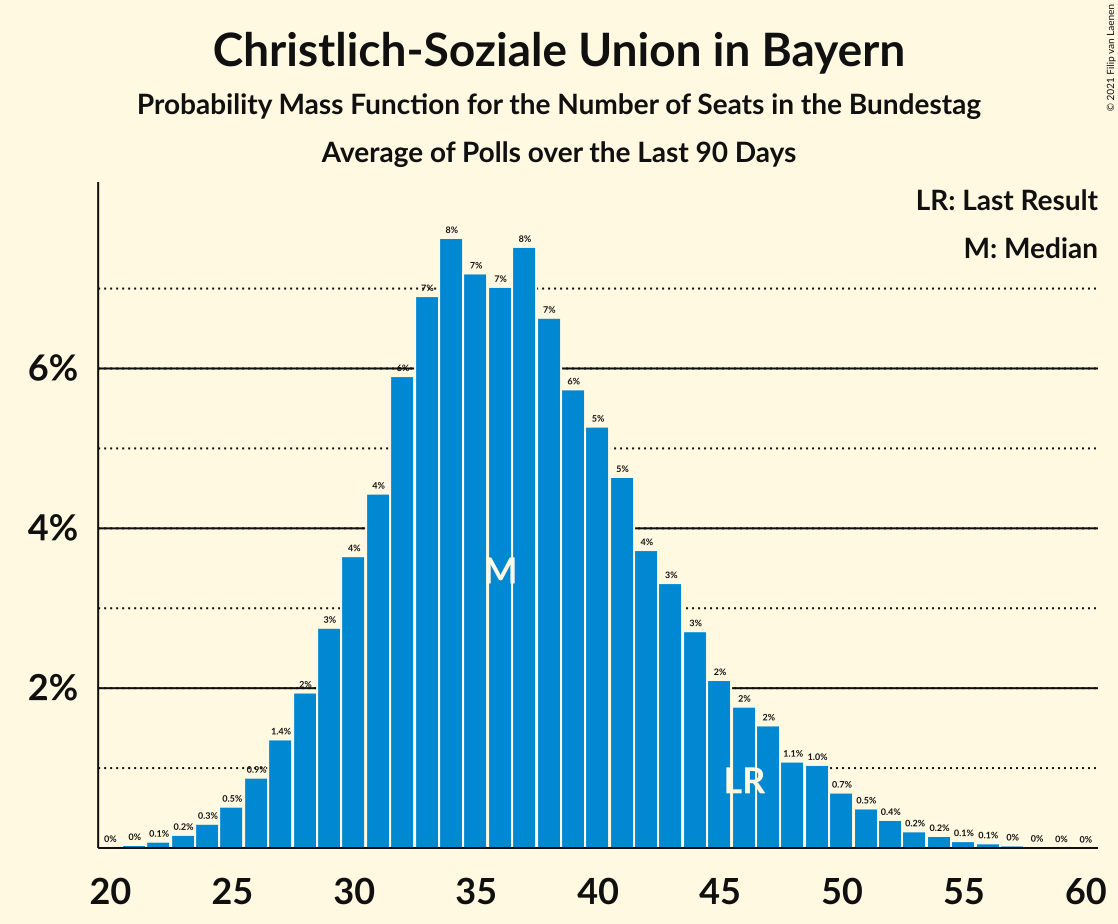 Christlich-Soziale Union in Bayern
Probability Mass Function for the Number of Seats in the Bundestag
Average of Polls over the Last 90 Days
© 2021 Filip van Laenen
LR: Last Result
M: Median
6%
4%
2%
0% 0% 0.1% 0.2% 0.3% 0.5% 0.9% 1.4% 2% 3% 4% 4% 6% 7% 8% 7% 7% 8% 7% 6% 5% 5% 4% 3% 3% 2% 2% 2% 1.1% 1.0% 0.7% 0.5% 0.4% 0.2% 0.2% 0.1% 0.1% 0% 0% 0% 0%
M
LR
20 25 30 35 40 45 50 55 60